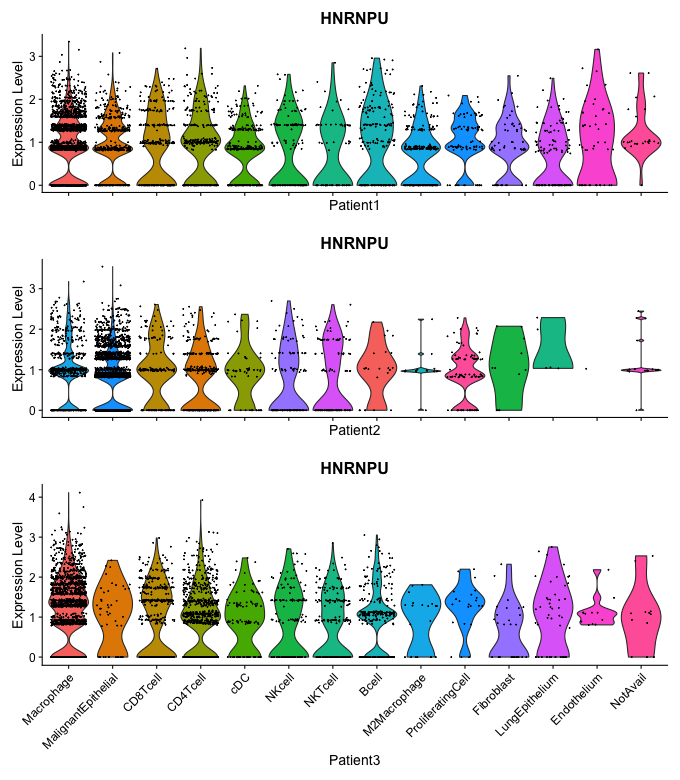 HNRNPU
Expression Level
3
2
1
0
Patient1
HNRNPU
Expression Level
3
2
1
0
Patient2
HNRNPU
Expression Level
4
3
2
1
0
Macrophage
MalignantEpithelial
CD8Tcell
CD4Tcell
cDC
NKcell
NKTcell
Bcell
M2Macrophage
ProliferatingCell
Fibroblast
LungEpithelium
Endothelium
NotAvail
Patient3